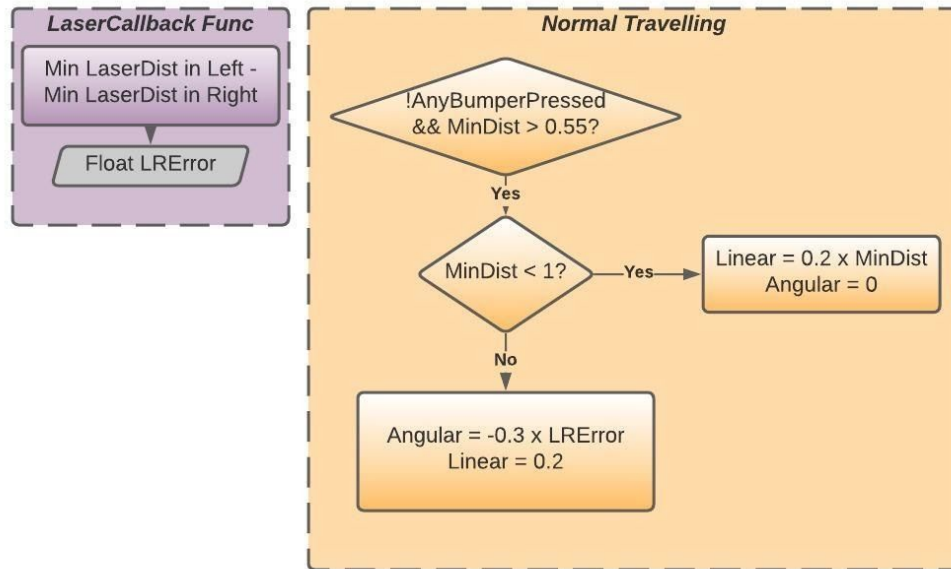 LaserCallback Func
Min LaserDist in Left -
Min LaserDist in Right
Float LRError
Normal Travelling
!AnyBumperPressed
&& MinDist > 0.55?
Yes
MinDist < 1?
Yes
Linear = 0.2 x MinDist
Angular = 0
No
Angular = -0.3 x LRError
Linear = 0.2